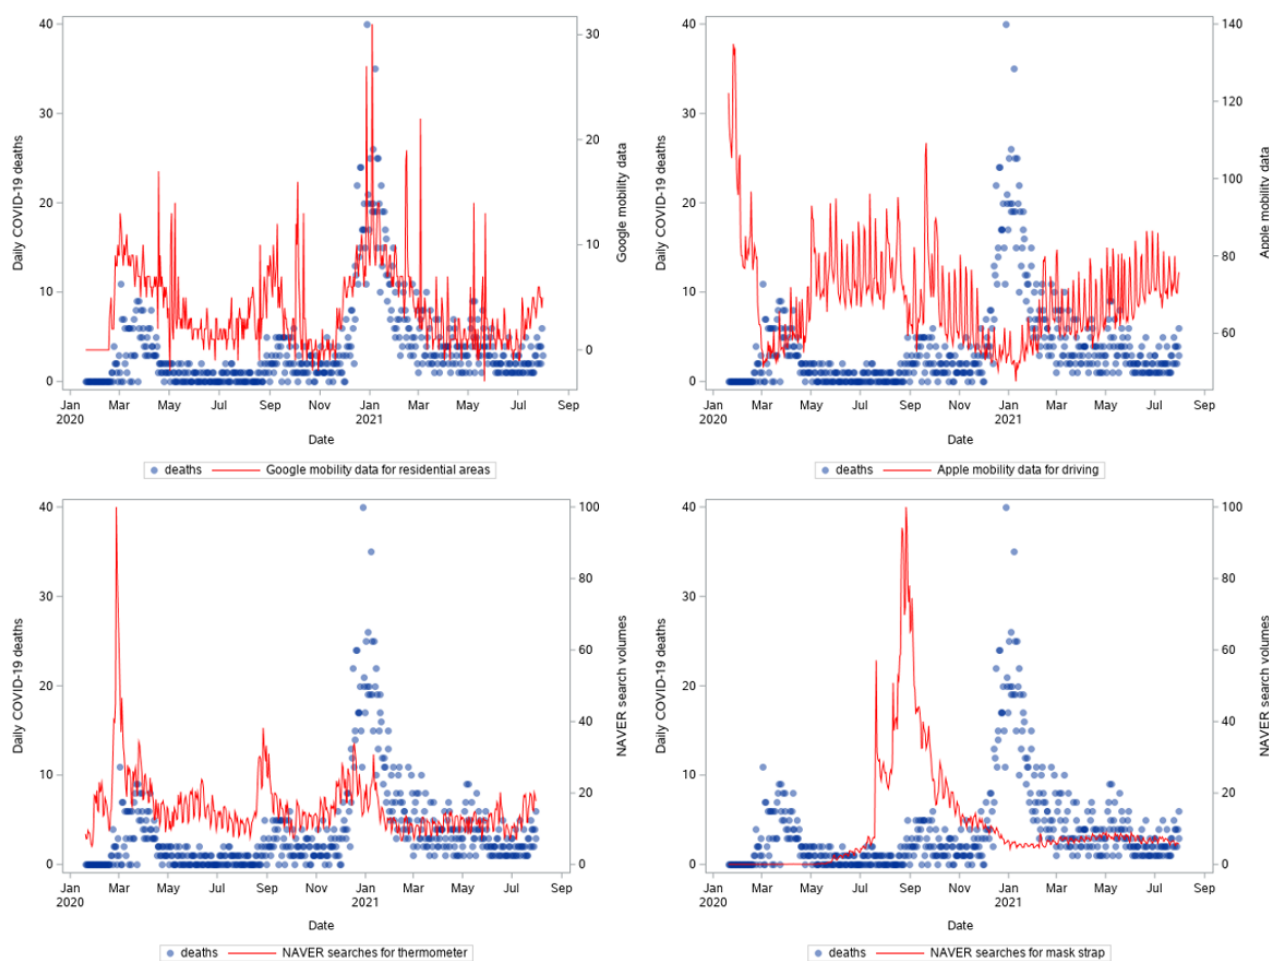 40
30
20
10
0
Daily COVID-19 deaths
30
20
10
0
Google mobility data
Jan
2020
Mar
May
Jul
Sep
Nov
Jan
2021
Mar
May
Jul
Sep
Date
deaths
Google mobility data for residential areas
40
30
20
10
0
Daily COVID-19 deaths
140
120
100
80
60
Apple mobility data
Jan
2020
Mar
May
Jul
Sep
Nov
Jan
2021
Mar
May
Jul
Sep
Date
deaths
Apple mobility data for driving
40
30
20
10
0
Daily COVID-19 deaths
100
80
60
40
20
0
NAVER search volumes
Jan
2020
Mar
May
Jul
Sep
Nov
Jan
2021
Mar
May
Jul
Sep
Date
deaths
NAVER searches for thermometer
40
30
20
10
0
Daily COVID-19 deaths
100
80
60
40
20
0
NAVER search volumes
Jan
2020
Mar
May
Jul
Sep
Nov
Jan
2021
Mar
May
Jul
Sep
Date
deaths
NAVER searches for mask strap